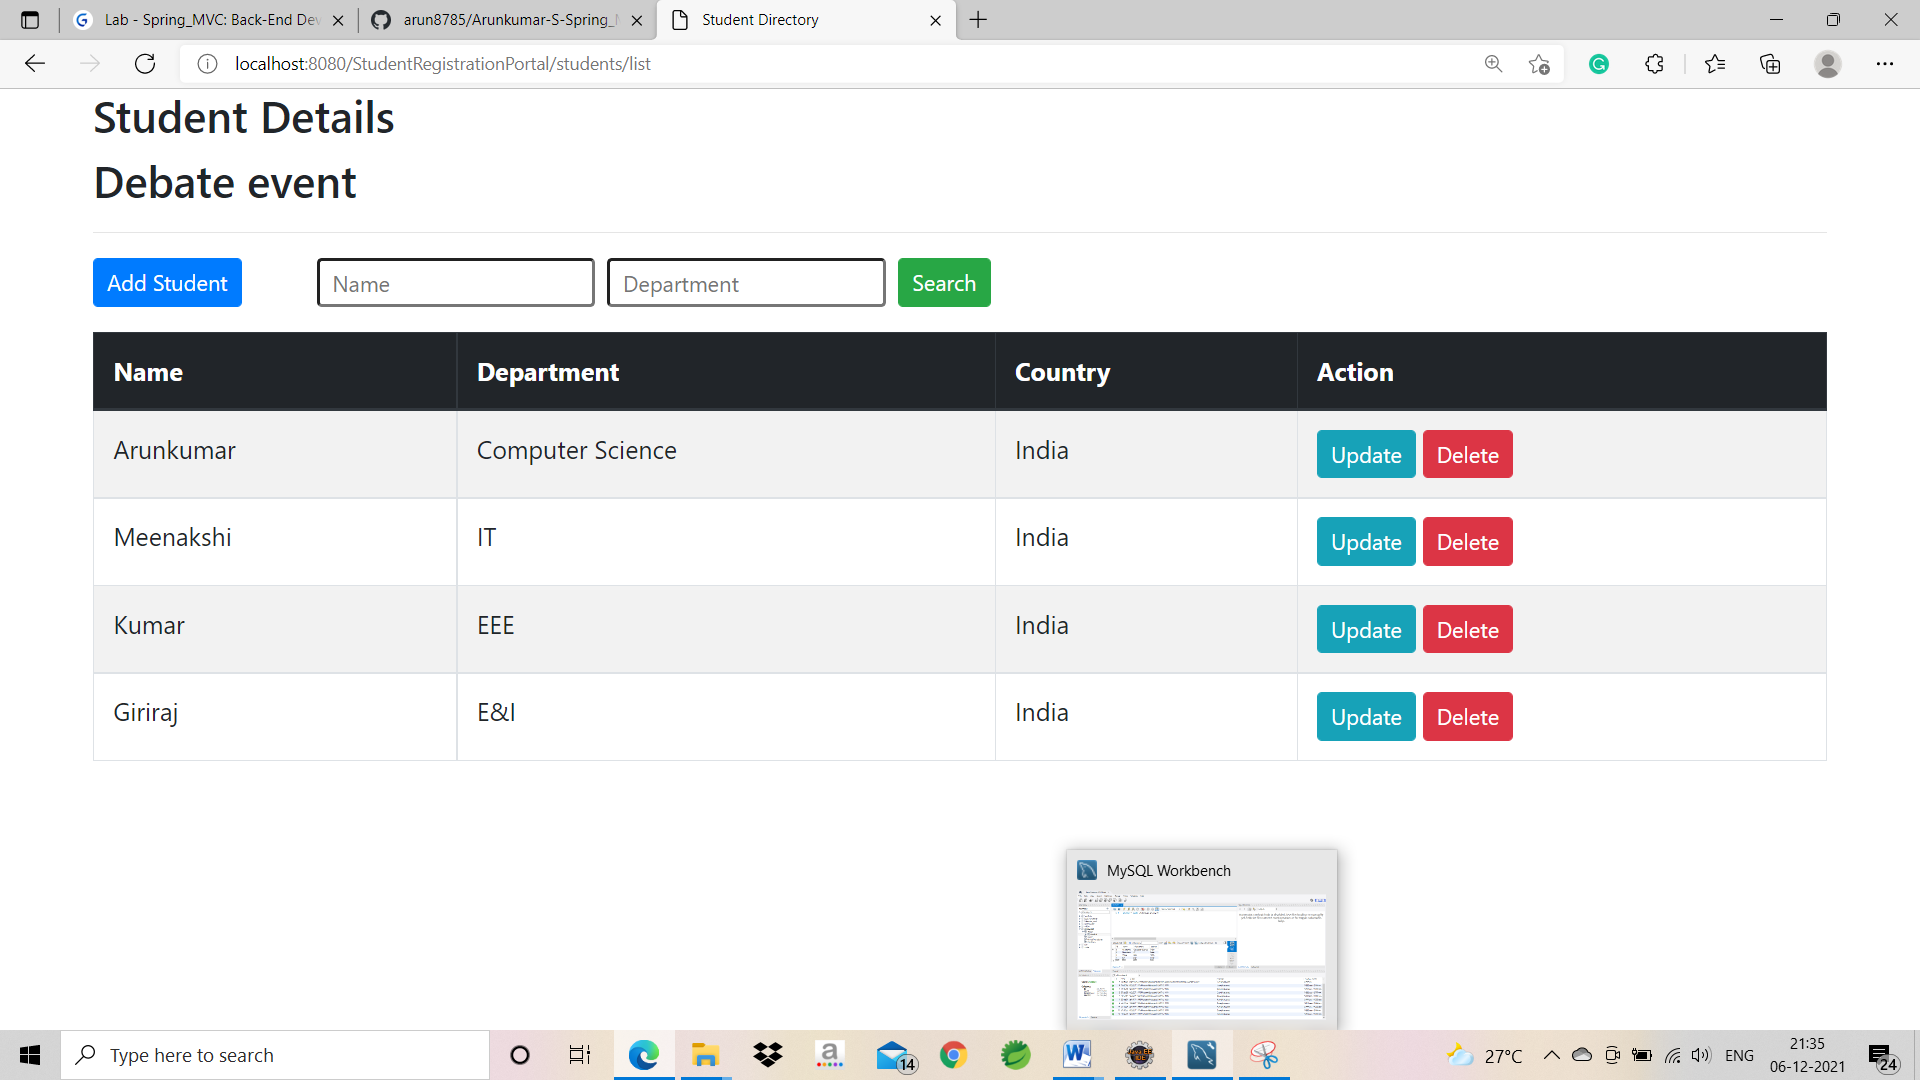 Lab - Spring_MVC: Back-End Dev
arun8785/Arunkumar-S-Spring_
Student Directory
localhost:8080/StudentRegistrationPortal/students/list
Student Details
Debate event
Add Student Name Department Search
Name Department Country Action
Arunkumar Computer Science India Update Delete
Meenakshi IT India Update Delete
Kumar EEE India Update Delete
Giriraj E&I India Update Delete
MySQL Workbench
Type here to search
14
27°C
ENG
21:35
06-12-2021
24